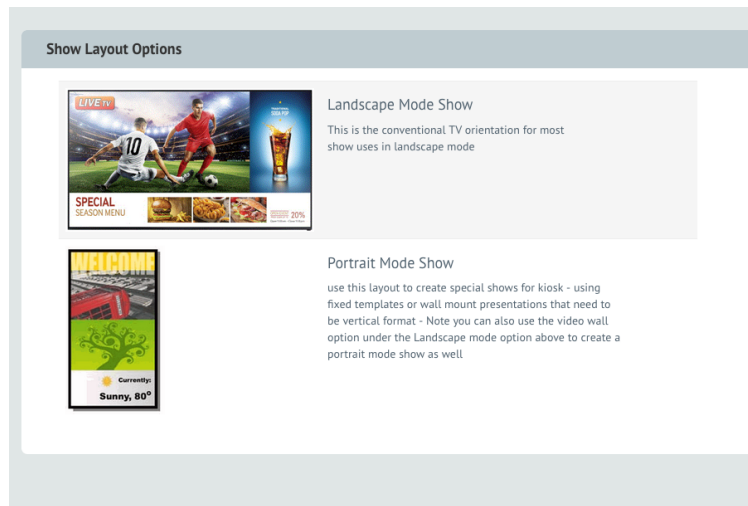 Show Layout Options
LIVE TV
10
SPECIAL
SEASON MENU
SODA POP
20%
Landscape Mode Show
This is the conventional TV orientation for most
show uses in landscape mode
WELCOME
Currently:
Sunny, 80°
Portrait Mode Show
use this layout to create special shows for kiosk - using
fixed templates or wall mount presentations that need to
be vertical format - Note you can also use the video wall
option under the Landscape mode option above to create a
portrait mode show as well